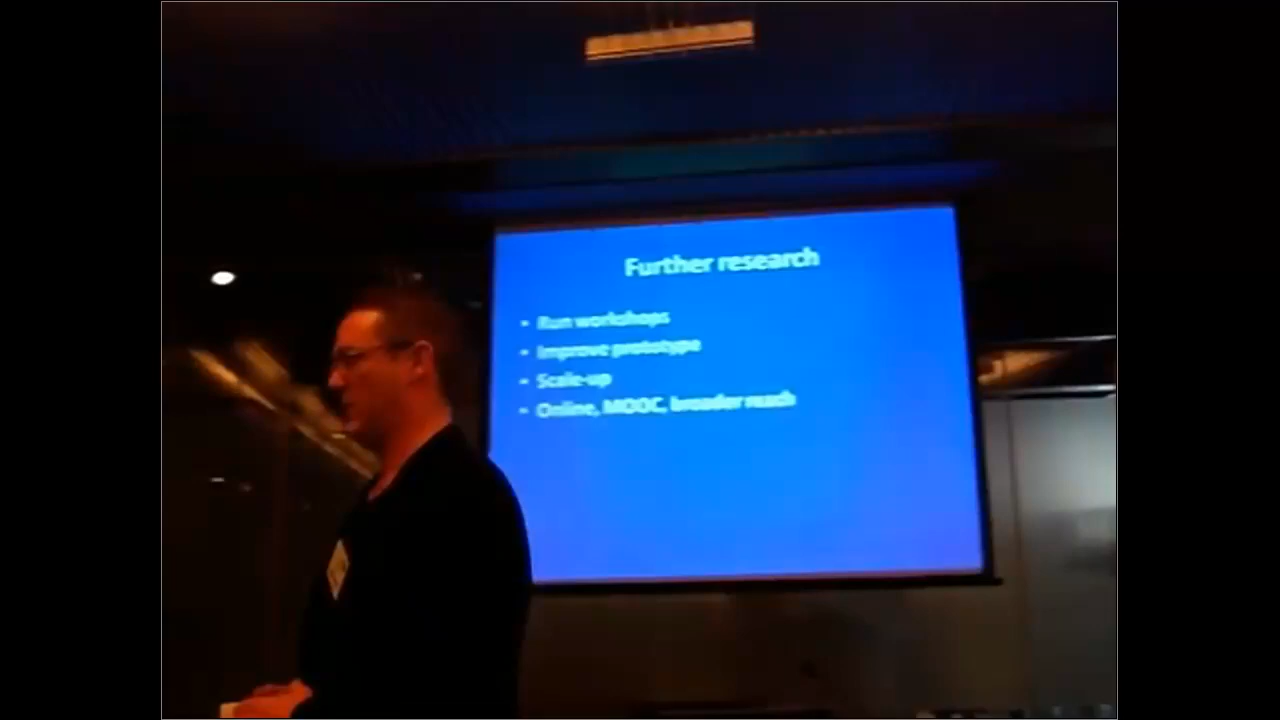 Further research
• Run workshops
• Improve prototype
• Scale-up
• Online, MOOC, broader reach